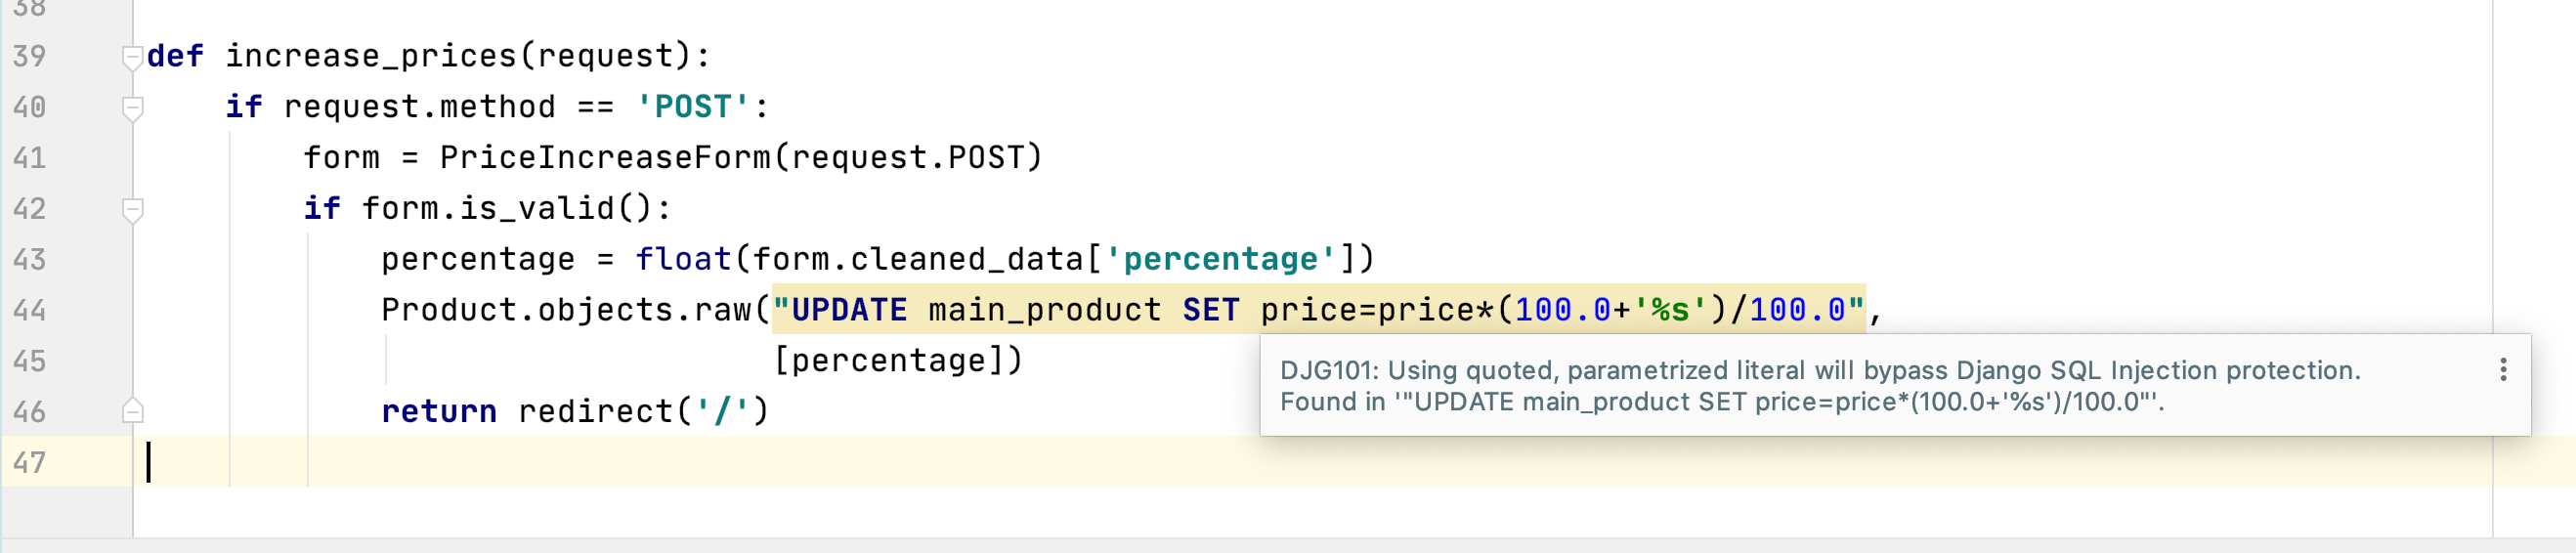 38
39 def increase_prices(request):
40 if request.method == 'POST':
41 form = PriceIncreaseForm(request.POST)
42 if form.is_valid():
43 percentage = float(form.cleaned_data['percentage'])
44 Product.objects.raw("UPDATE main_product SET price=price*(100.0+'%s')/100.0",
45 [percentage])
DJG101: Using quoted, parametrized literal will bypass Django SQL Injection protection.
Found in '"UPDATE main_product SET price=price*(100.0+'%s')/100.0"'.
46 return redirect('/')
47